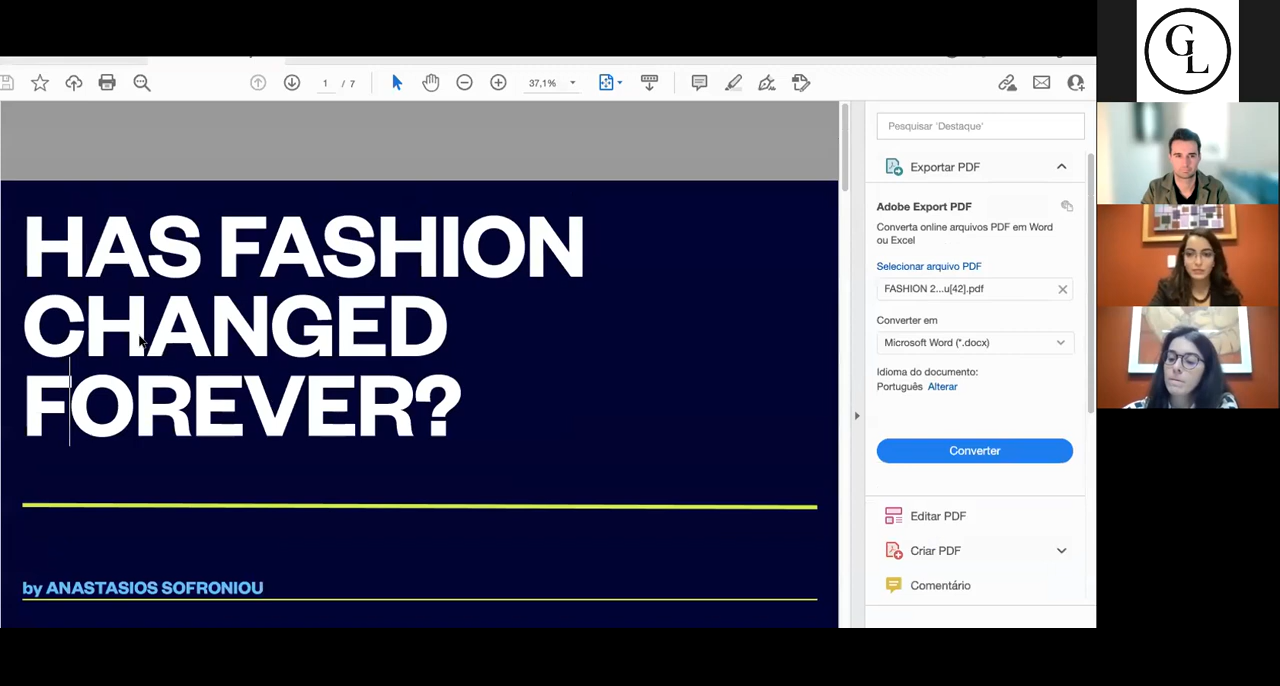 GL
1 / 7
37,1%
HAS FASHION
CHANGED
FOREVER?
by ANASTASIOS SOFRONIOU
Pesquisar 'Destaque'
Exportar PDF
Adobe Export PDF
Converta online arquivos PDF em Word
ou Excel
Selecionar arquivo PDF
FASHION 2...u[42].pdf
Converter em
Microsoft Word (*.docx)
Idioma do documento:
Português Alterar
Converter
Editar PDF
Criar PDF
Comentário